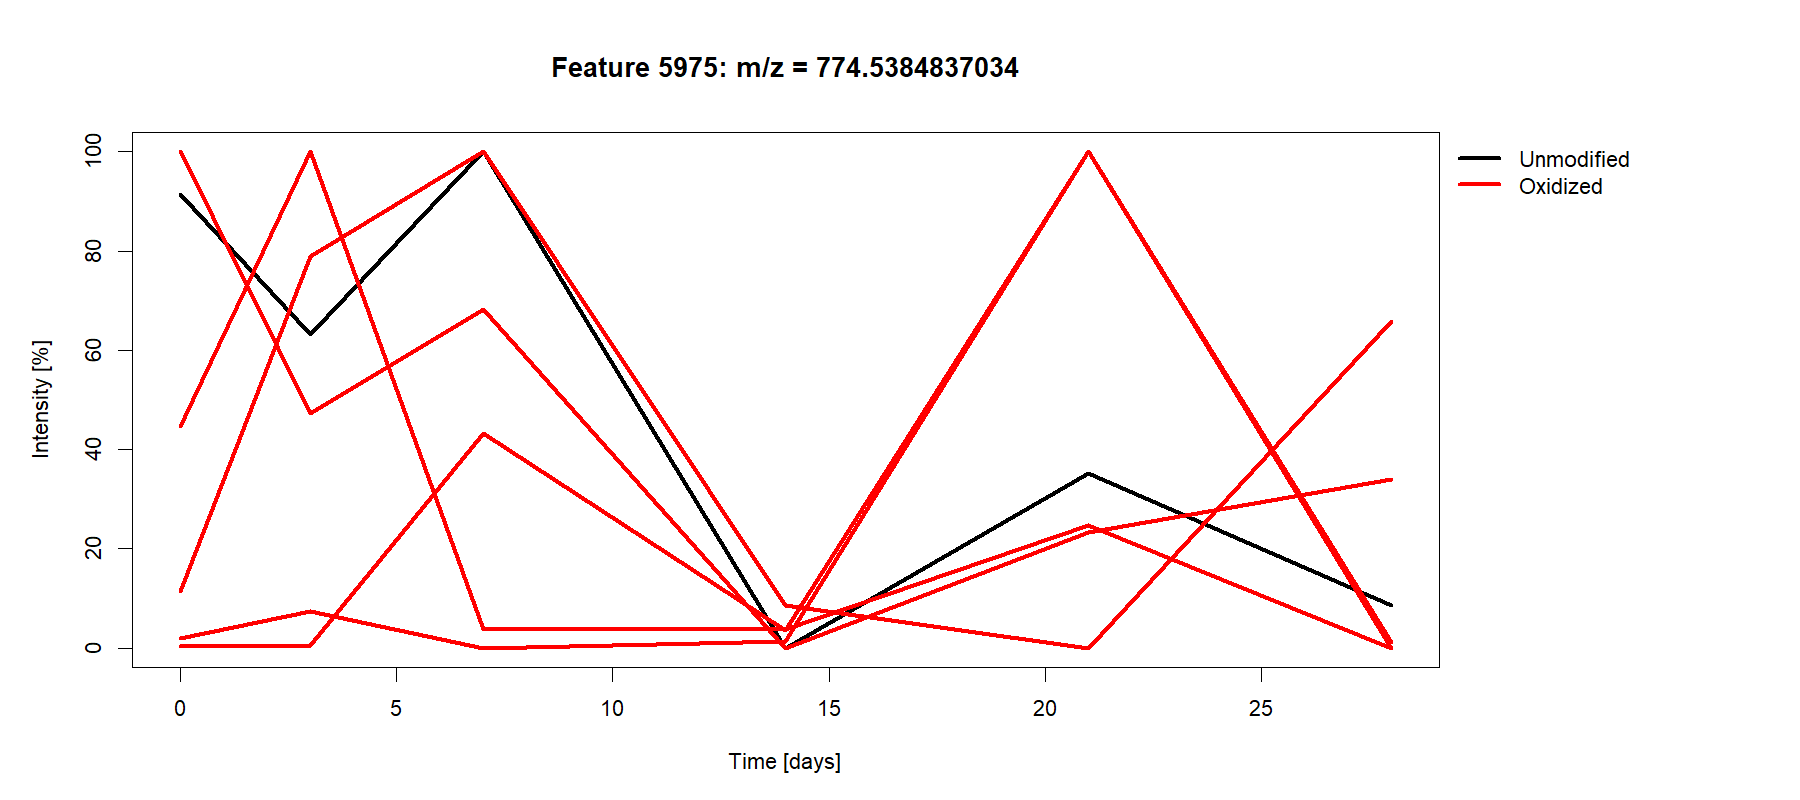 Feature 5975: m/z = 774.5384837034
Unmodified
Oxidized
Intensity [%]
100
80
60
40
20
0
0 5 10 15 20 25
Time [days]